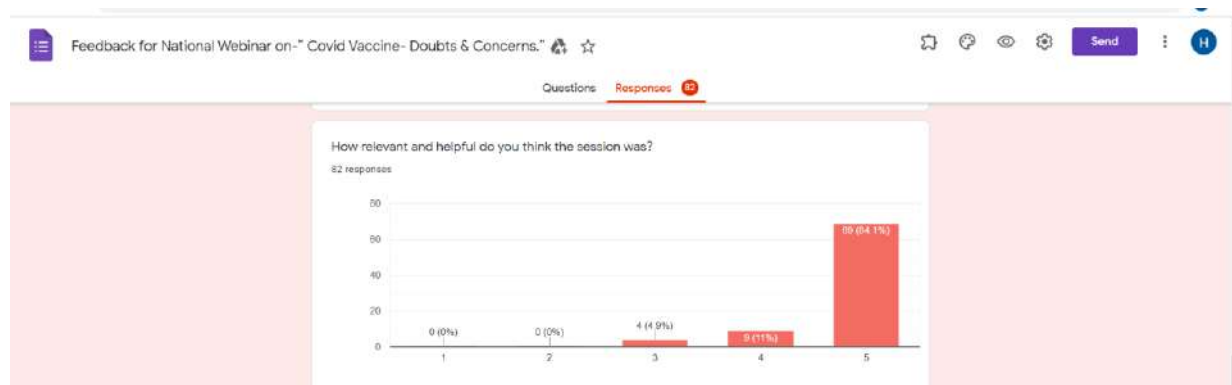 Feedback for National Webinar on-" Covid Vaccine- Doubts & Concerns."
Send
H
Questions Responses 82
How relevant and helpful do you think the session was?
82 responses
80
60
40
20
0
0 (0%) 0 (0%) 4 (4.9%) 9 (11%) 69 (84.1%)
1 2 3 4 5